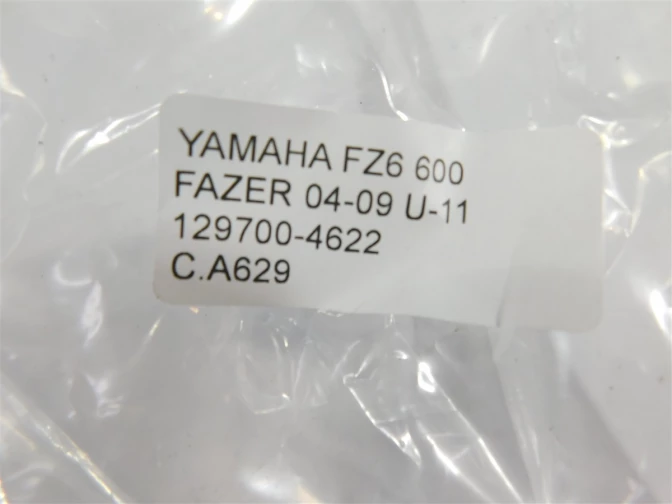 YAMAHA FZ6 600
FAZER 04-09 U-11
129700-4622
C.A629